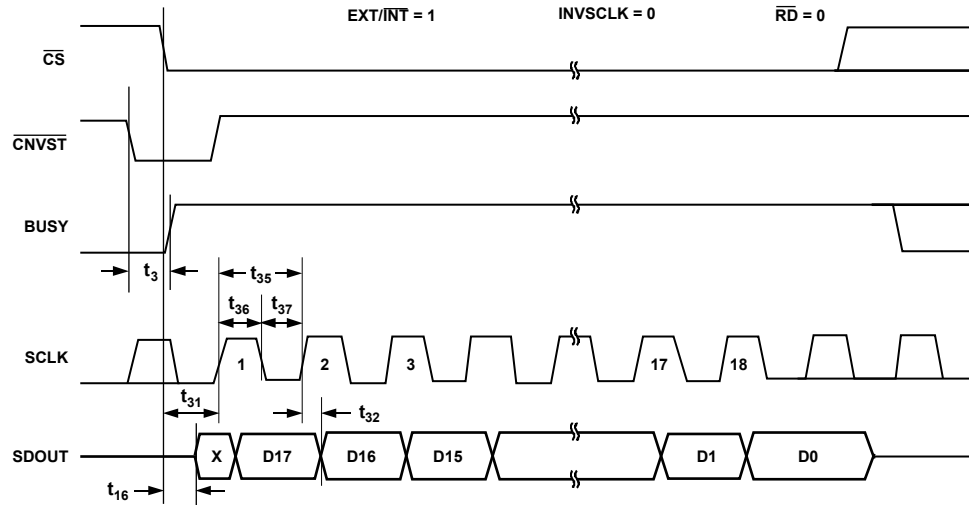 EXT/INT = 1 INVSCLK = 0 RD = 0
CS
CNVST
BUSY
t3
t35
t36 t37
SCLK 1 2 3 17 18
t31
t32
SDOUT X D17 D16 D15 D1 D0
t16